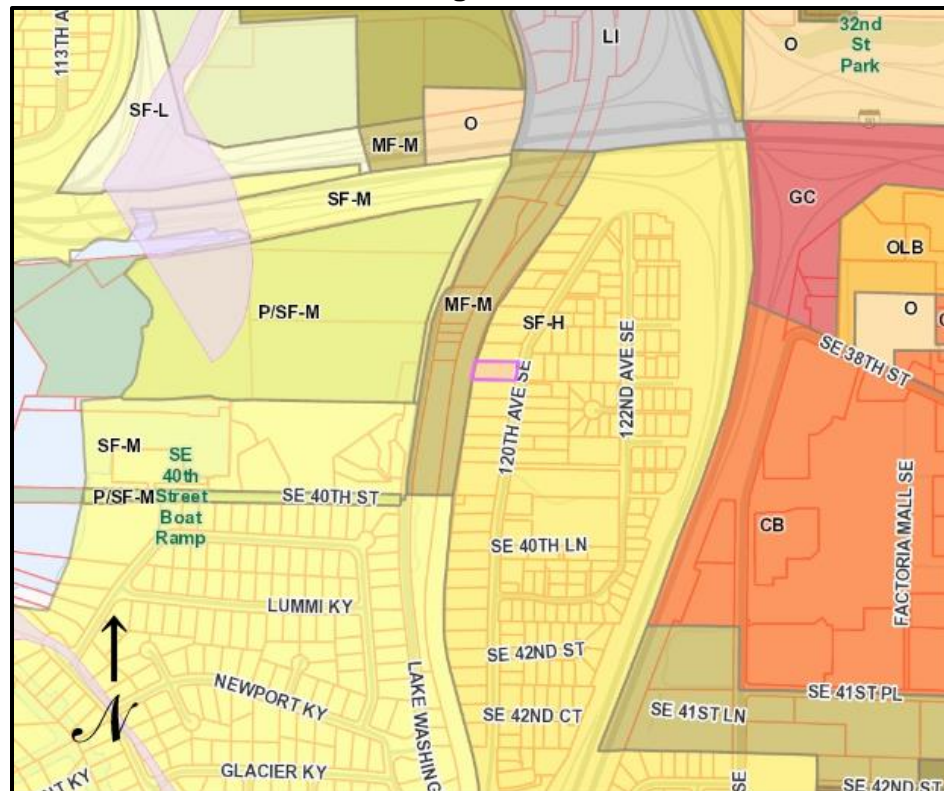 113TH A
LI
O
32nd
St
Park
SF-L
O
MF-M
SF-M
GC
OLB
P/SF-M
MF-M
SF-H
O
SE 38TH ST
122ND AVE SE
120TH AVE SE
SF-M
SE
40th
Street
Boat
Ramp
P/SF-M
SE 40TH ST
CB
FACTORIA MALL SE
SE 40TH LN
LUMMI KY
SE 42ND ST
N
NEWPORT KY
LAKE WASHING
SE 41ST PL
SE 42ND CT
SE 41ST LN
GLACIER KY
NT KY
SE
SE 42ND ST